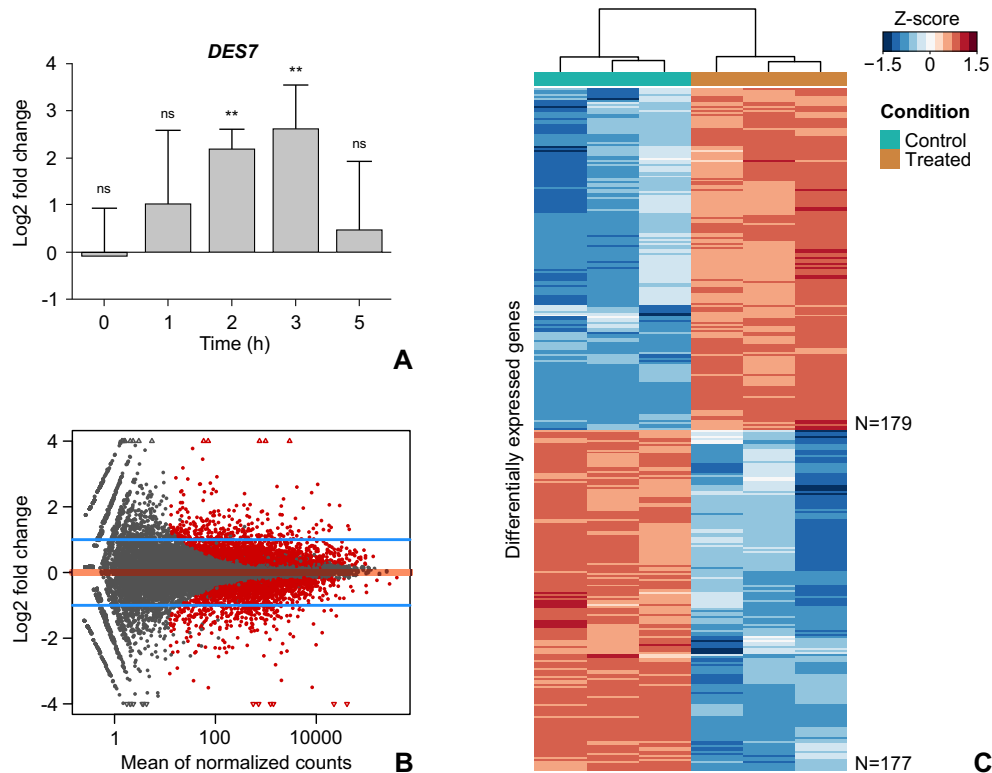 DES7
Log2 fold change
4
3
2
1
0
-1
ns
ns
**
**
ns
0 1 2 3 5
Time (h)
A
Log2 fold change
4
2
0
-2
-4
1 100 10000
Mean of normalized counts
B
Z-score
−1.5 0 1.5
Condition
Control
Treated
Differentially expressed genes
N=179
N=177
C